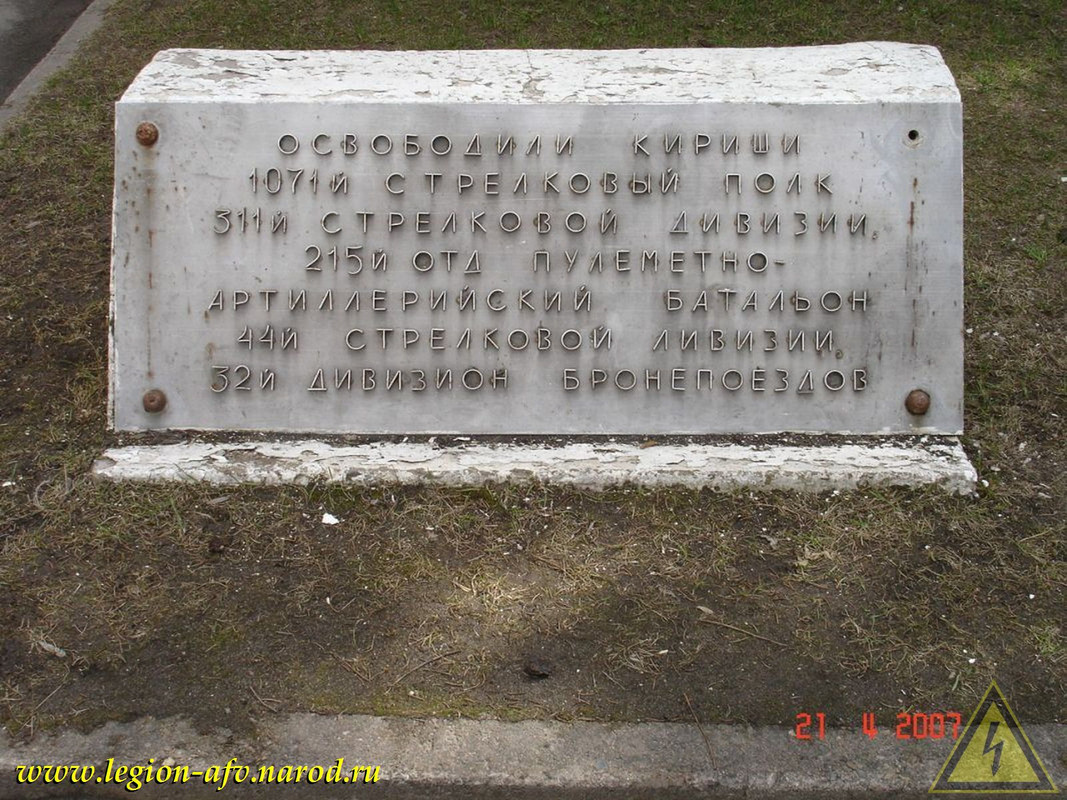 ОСВОБОДИЛИ КИРИШИ
1071й СТРЕЛКОВЫЙ ПОЛК
311й СТРЕЛКОВОЙ ДИВИЗИИ,
215й ОТД ПУЛЕМЕТНО-
АРТИЛЛЕРИЙСКИЙ БАТАЛЬОН
44й СТРЕЛКОВОЙ ЛИВИЗИИ,
32й ДИВИЗИОН БРОНЕПОЕЗДОВ
21 4 2007
www.legion-afv.narod.ru